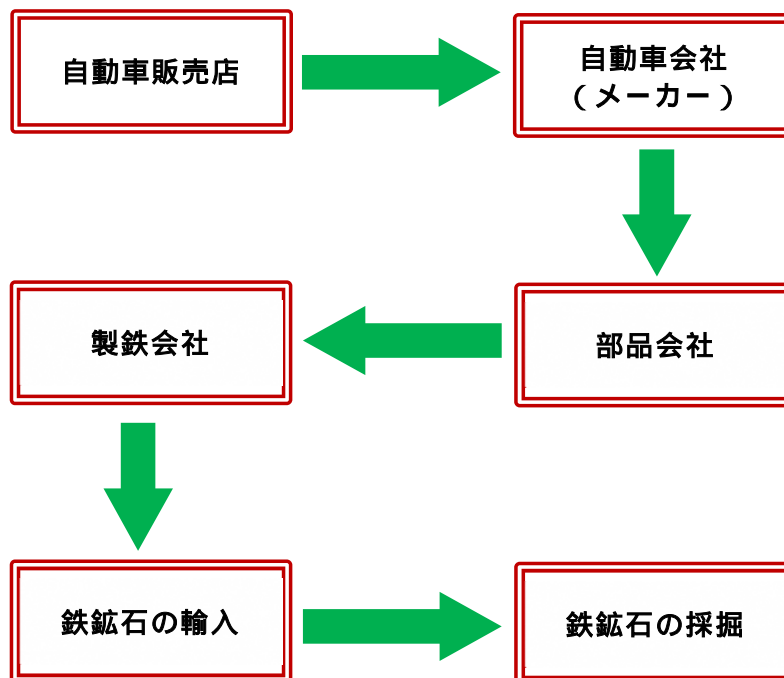 自動車販売店
自動車会社
（メーカー）
製鉄会社
部品会社
鉄鉱石の輸入
鉄鉱石の採掘